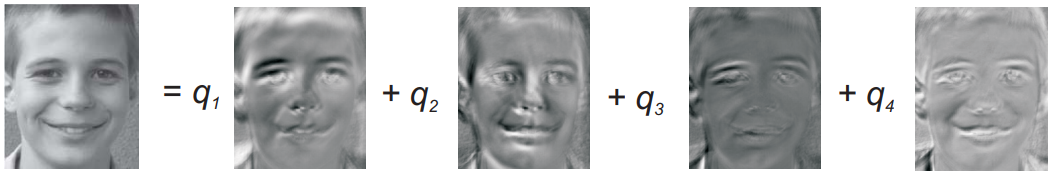 = q₁ + q₂ + q₃ + q₄